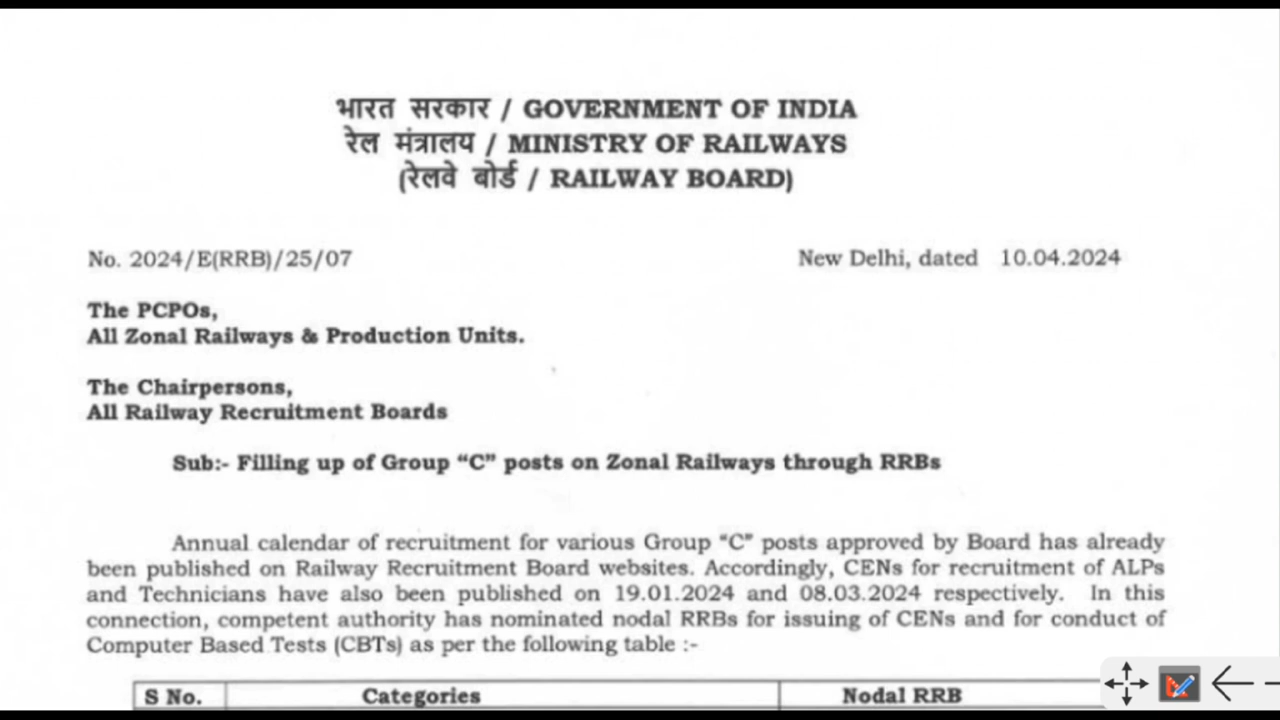 भारत सरकार / GOVERNMENT OF INDIA
रेल मंत्रालय / MINISTRY OF RAILWAYS
(रेलवे बोर्ड / RAILWAY BOARD)
No. 2024/E(RRB)/25/07 New Delhi, dated 10.04.2024
The PCPOs,
All Zonal Railways & Production Units.
The Chairpersons,
All Railway Recruitment Boards
Sub:- Filling up of Group “C” posts on Zonal Railways through RRBs
Annual calendar of recruitment for various Group “C” posts approved by Board has already
been published on Railway Recruitment Board websites. Accordingly, CENs for recruitment of ALPs
and Technicians have also been published on 19.01.2024 and 08.03.2024 respectively. In this
connection, competent authority has nominated nodal RRBs for issuing of CENs and for conduct of
Computer Based Tests (CBTs) as per the following table :-
S No. Categories Nodal RRB